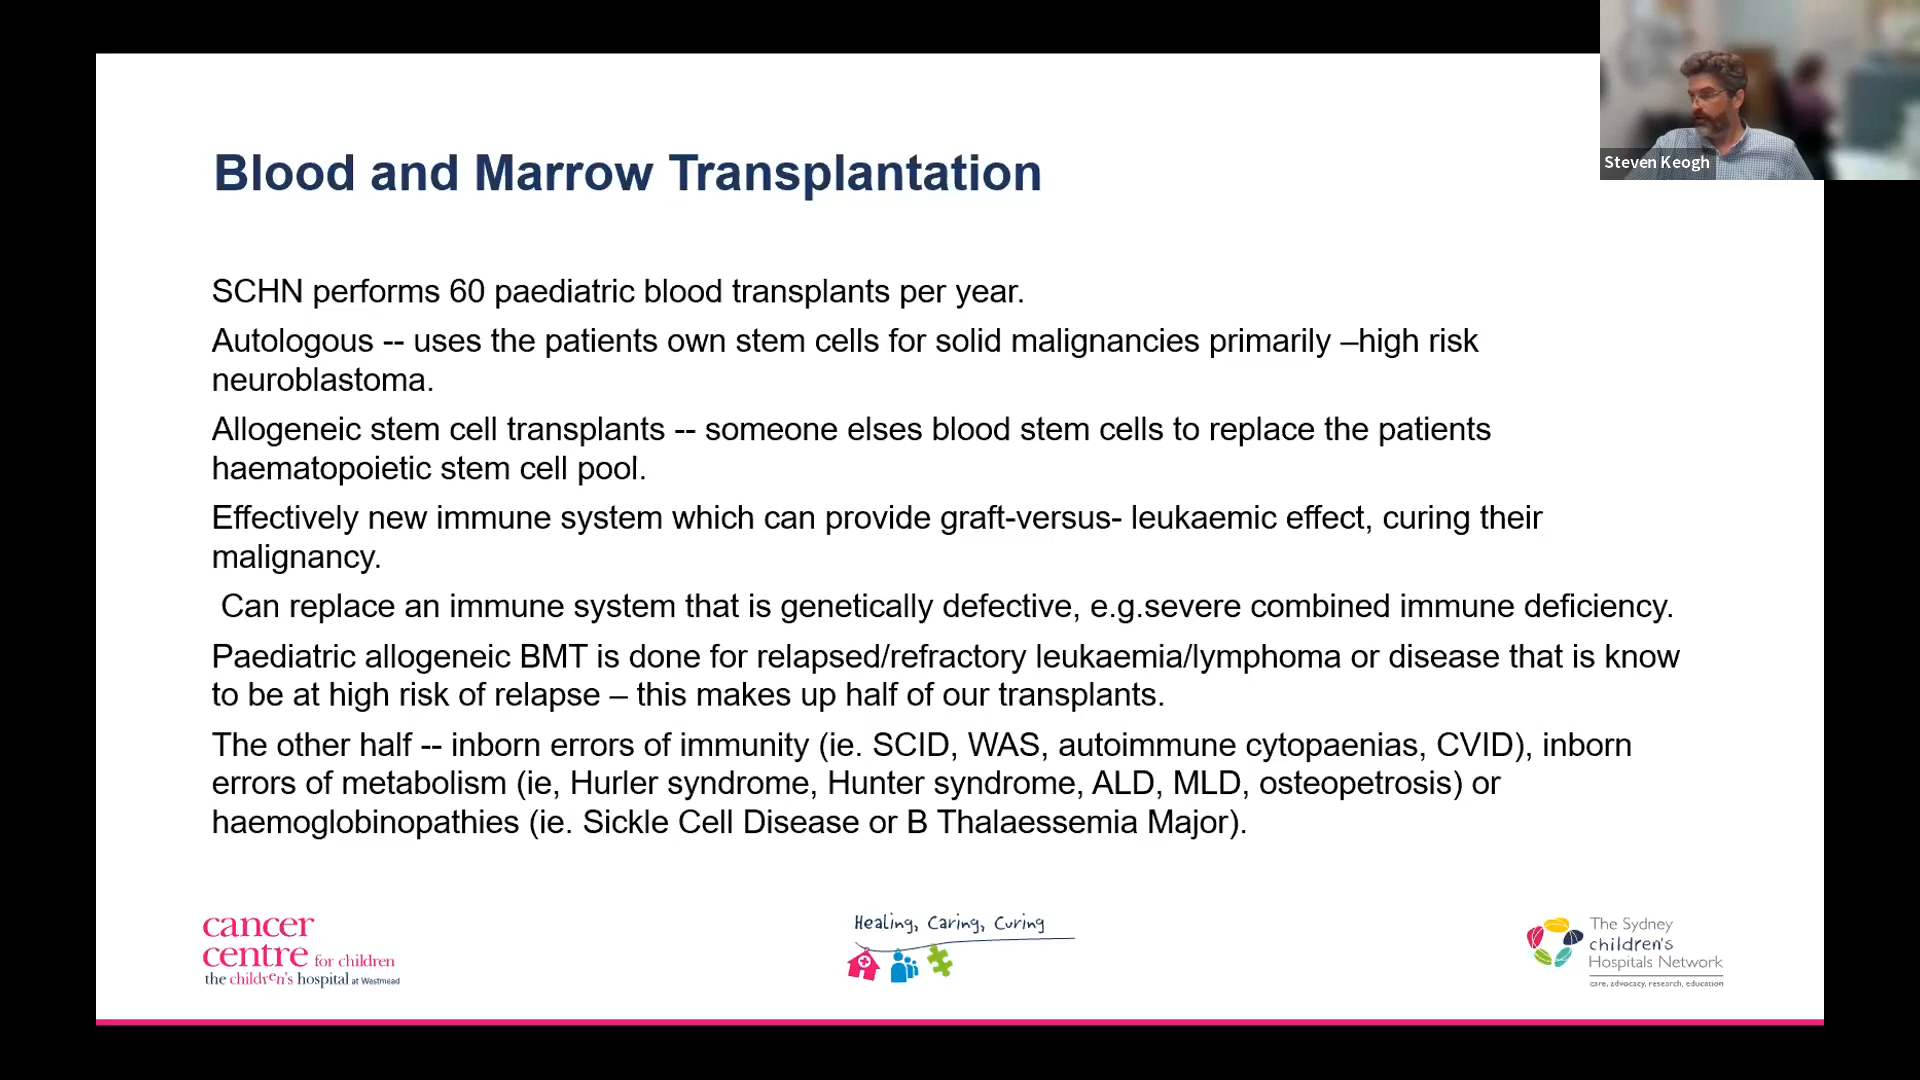 Steven Keogh
Blood and Marrow Transplantation
SCHN performs 60 paediatric blood transplants per year.
Autologous -- uses the patients own stem cells for solid malignancies primarily –high risk
neuroblastoma.
Allogeneic stem cell transplants -- someone elses blood stem cells to replace the patients
haematopoietic stem cell pool.
Effectively new immune system which can provide graft-versus- leukaemic effect, curing their
malignancy.
Can replace an immune system that is genetically defective, e.g.severe combined immune deficiency.
Paediatric allogeneic BMT is done for relapsed/refractory leukaemia/lymphoma or disease that is know
to be at high risk of relapse – this makes up half of our transplants.
The other half -- inborn errors of immunity (ie. SCID, WAS, autoimmune cytopaenias, CVID), inborn
errors of metabolism (ie, Hurler syndrome, Hunter syndrome, ALD, MLD, osteopetrosis) or
haemoglobinopathies (ie. Sickle Cell Disease or B Thalaessemia Major).
cancer
centre for children
the children's hospital at Westmead
Healing, Caring, Curing
The Sydney
children's
Hospitals Network
care, advocacy, research, education